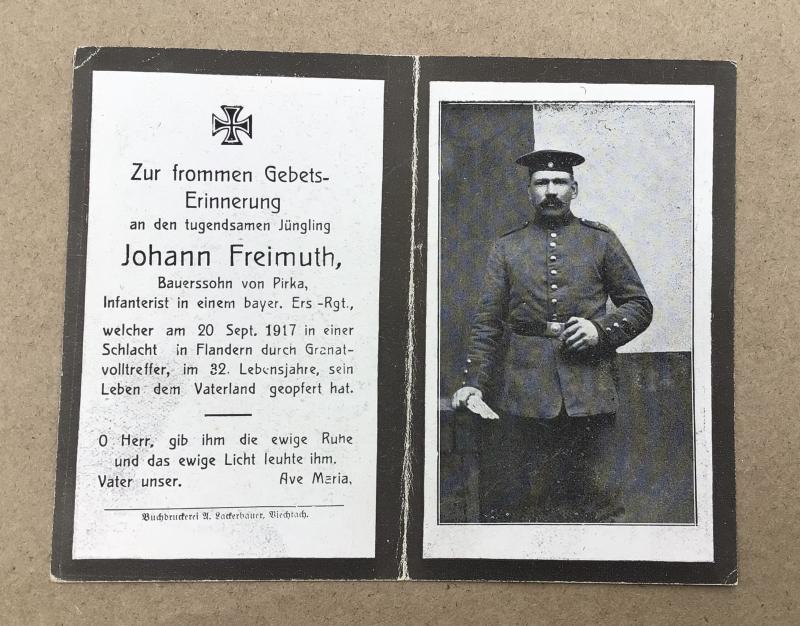 Zur frommen Gebets-
Erinnerung
an den tugendsamen Jüngling
Johann Freimuth,
Bauerssohn von Pirka,
Infanterist in einem bayer. Ers.-Rgt.,
welcher am 20 Sept. 1917 in einer
Schlacht in Flandern durch Granat-
volltreffer, im 32. Lebensjahre, sein
Leben dem Vaterland geopfert hat.
O Herr, gib ihm die ewige Ruhe
und das ewige Licht leuhte ihm.
Vater unser. Ave Maria,
Buchdruckerei A. Lackerbauer, Viechtach.